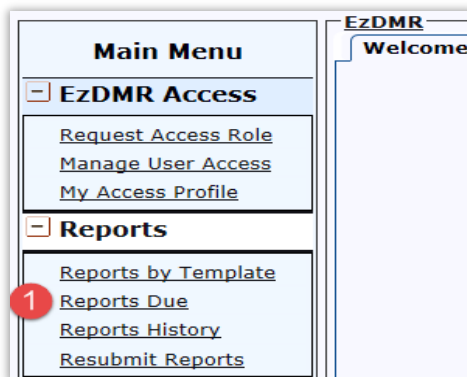 EzDMR
Main Menu
Welcome
EzDMR Access
Request Access Role
Manage User Access
My Access Profile
Reports
Reports by Template
1 Reports Due
Reports History
Resubmit Reports